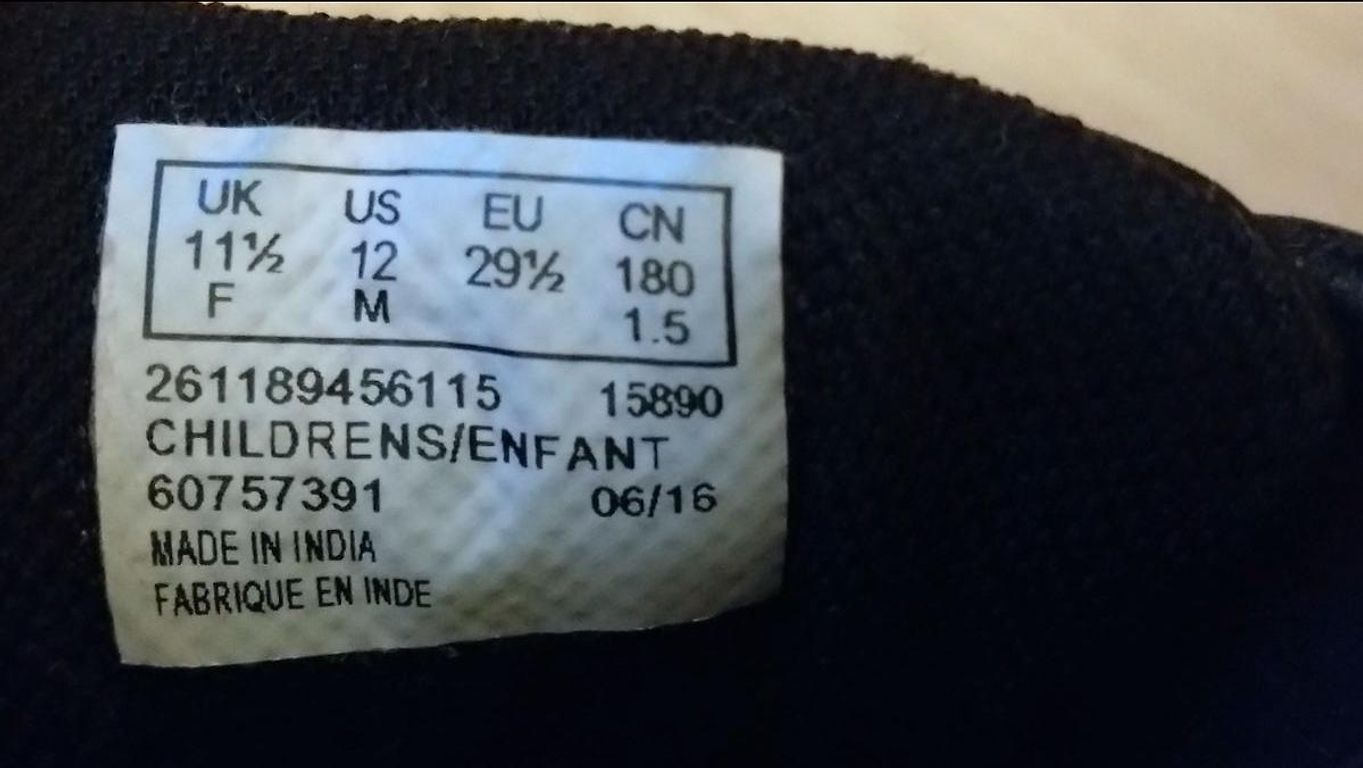 UK US EU CN
11½ 12 29½ 180
F M 1.5
261189456115 15890
CHILDRENS/ENFANT
60757391 06/16
MADE IN INDIA
FABRIQUE EN INDE